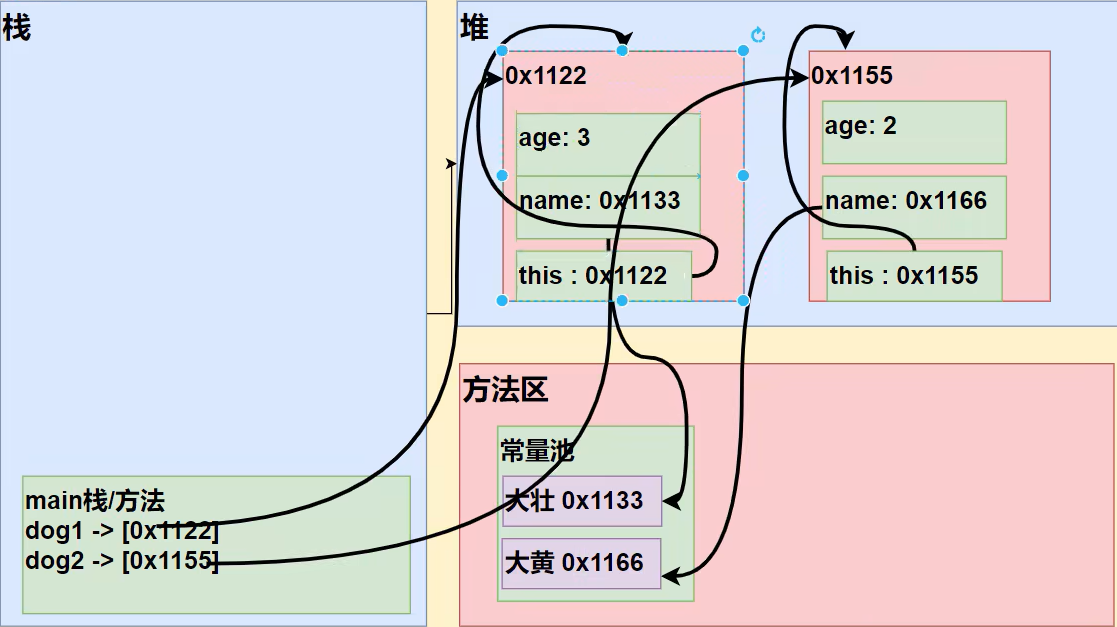 栈
堆
0x1122
age: 3
name: 0x1133
this : 0x1122
0x1155
age: 2
name: 0x1166
this : 0x1155
方法区
常量池
大壮 0x1133
大黄 0x1166
main栈/方法
dog1 -> [0x1122]
dog2 -> [0x1155]